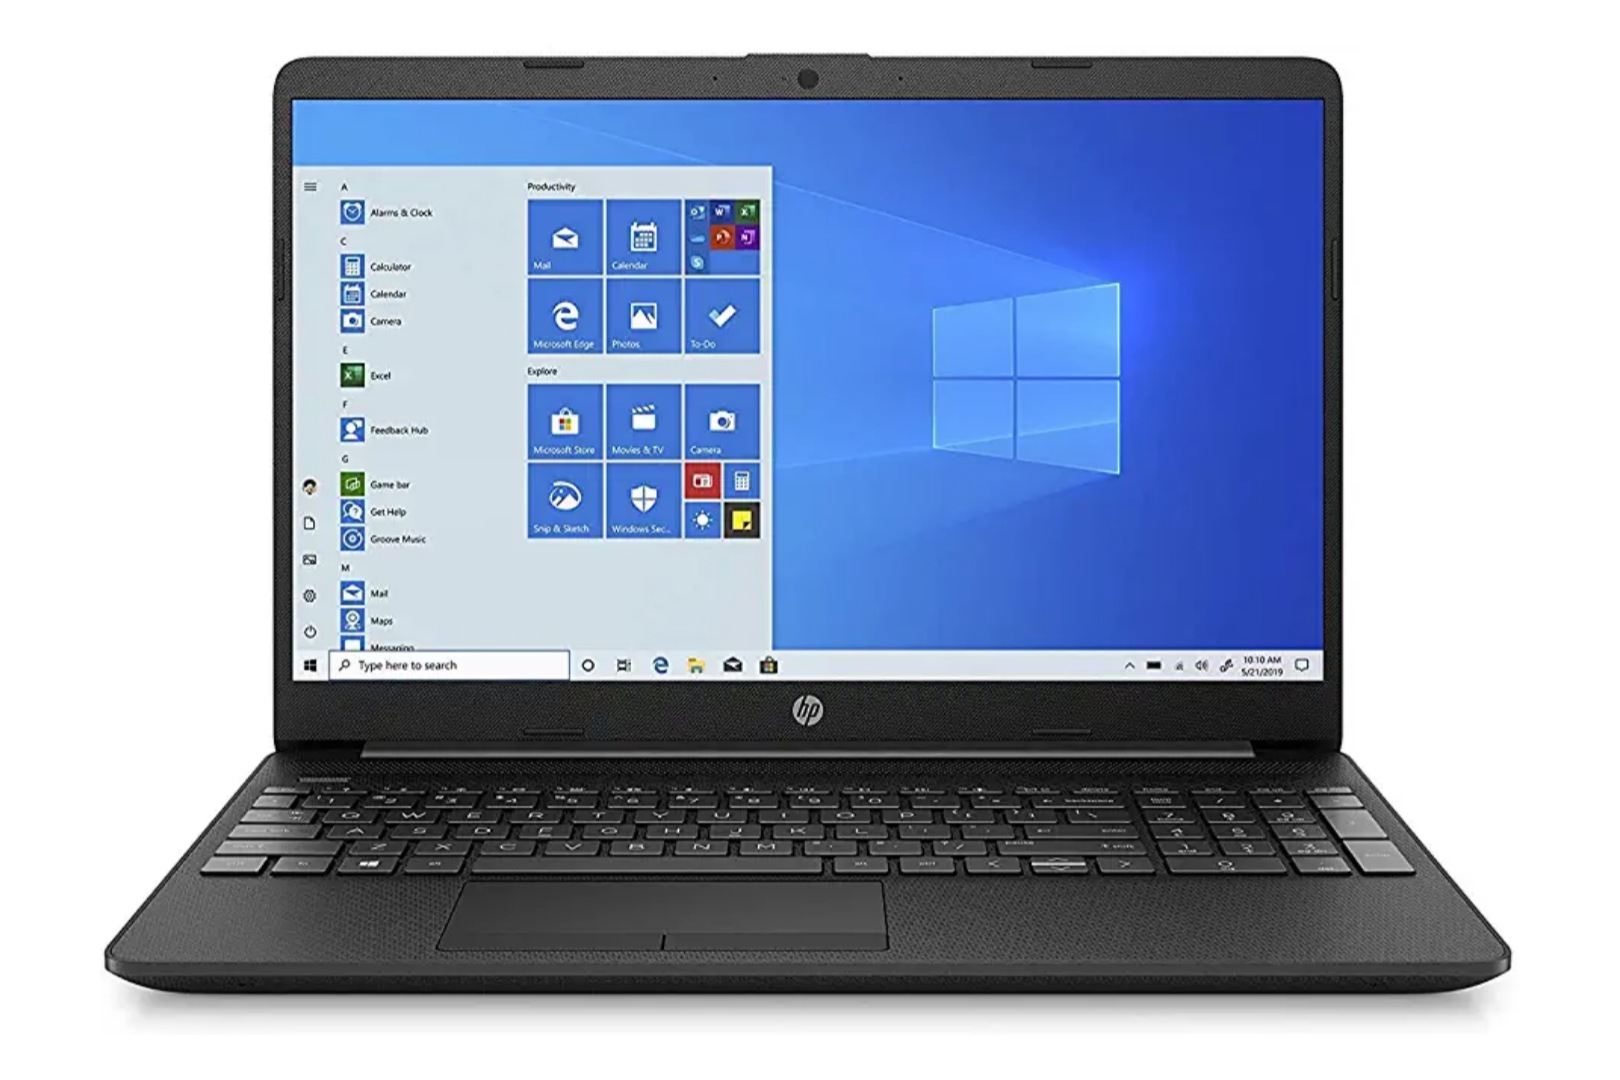 A
Productivity
Alarms & Clock
C
Mail
Calendar
Calculator
Calendar
Camera
Microsoft Edge
Photos
To-Do
E
Explore
Excel
F
Feedback Hub
Microsoft Store
Movies & TV
Camera
G
Game bar
Get Help
Snip & Sketch
Windows Sec...
Groove Music
M
Mail
Maps
Messaging
Type here to search
10:10 AM
5/21/2019
hp
Q W E R T Y U I O P
A S D F G H J K L
Z X C V B N M